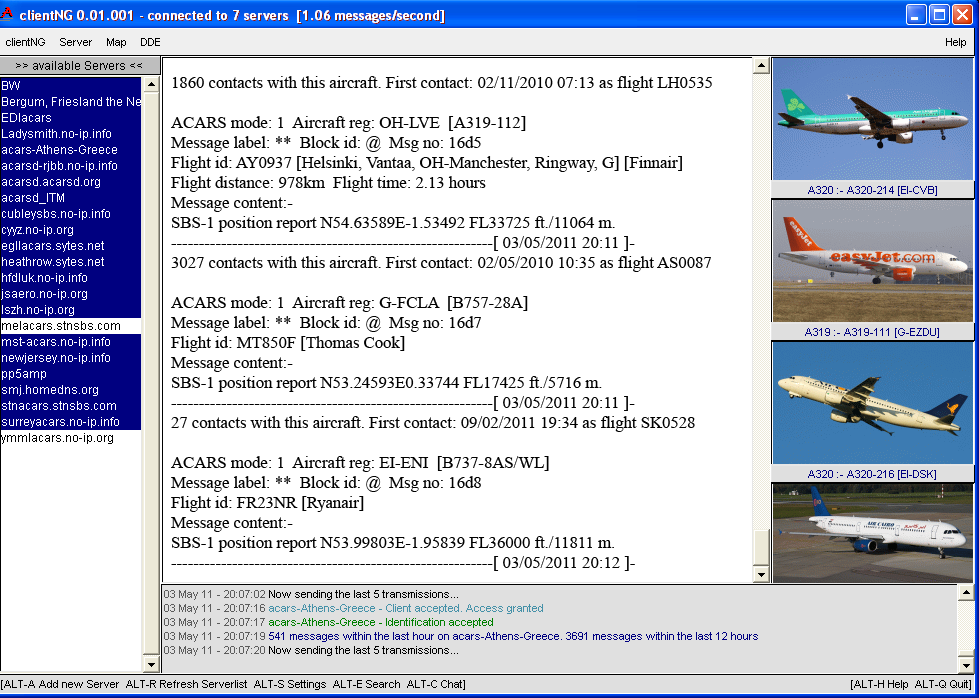 clientNG 0.01.001 - connected to 7 servers [1.06 messages/second]
clientNG Server Map DDE Help
>> available Servers <<
BW
Bergum, Friesland the Ne
EDIacars
Ladysmith.no-ip.info
acars-Athens-Greece
acarsd-rjbb.no-ip.info
acarsd.acarsd.org
acarsd_ITM
cubleysbs.no-ip.info
cyyz.no-ip.org
egllacars.sytes.net
heathrow.sytes.net
hfdluk.no-ip.info
jsaero.no-ip.org
lszh.no-ip.org
melacars.stnsbs.com
mst-acars.no-ip.info
newjersey.no-ip.info
pp5amp
smj.homedns.org
stnacars.stnsbs.com
surreyacars.no-ip.info
ymmlacars.no-ip.org
1860 contacts with this aircraft. First contact: 02/11/2010 07:13 as flight LH0535
ACARS mode: 1 Aircraft reg: OH-LVE [A319-112]
Message label: ** Block id: @ Msg no: 16d5
Flight id: AY0937 [Helsinki, Vantaa, OH-Manchester, Ringway, G] [Finnair]
Flight distance: 978km Flight time: 2.13 hours
Message content:-
SBS-1 position report N54.63589E-1.53492 FL33725 ft./11064 m.
----------------------------------------------------------[ 03/05/2011 20:11 ]-
3027 contacts with this aircraft. First contact: 02/05/2010 10:35 as flight AS0087
ACARS mode: 1 Aircraft reg: G-FCLA [B757-28A]
Message label: ** Block id: @ Msg no: 16d7
Flight id: MT850F [Thomas Cook]
Message content:-
SBS-1 position report N53.24593E0.33744 FL17425 ft./5716 m.
----------------------------------------------------------[ 03/05/2011 20:11 ]-
27 contacts with this aircraft. First contact: 09/02/2011 19:34 as flight SK0528
ACARS mode: 1 Aircraft reg: EI-ENI [B737-8AS/WL]
Message label: ** Block id: @ Msg no: 16d8
Flight id: FR23NR [Ryanair]
Message content:-
SBS-1 position report N53.99803E-1.95839 FL36000 ft./11811 m.
----------------------------------------------------------[ 03/05/2011 20:12 ]-
A320 :- A320-214 [EI-CVB]
easyJet
easyJet.com
A319 :- A319-111 [G-EZDU]
A320 :- A320-216 [EI-DSK]
AIR CAIRO
03 May 11 - 20:07:02 Now sending the last 5 transmissions...
03 May 11 - 20:07:16 acars-Athens-Greece - Client accepted. Access granted
03 May 11 - 20:07:17 acars-Athens-Greece - Identification accepted
03 May 11 - 20:07:19 541 messages within the last hour on acars-Athens-Greece. 3691 messages within the last 12 hours
03 May 11 - 20:07:20 Now sending the last 5 transmissions...
[ALT-A Add new Server ALT-R Refresh Serverlist ALT-S Settings ALT-E Search ALT-C Chat] [ALT-H Help ALT-Q Quit]